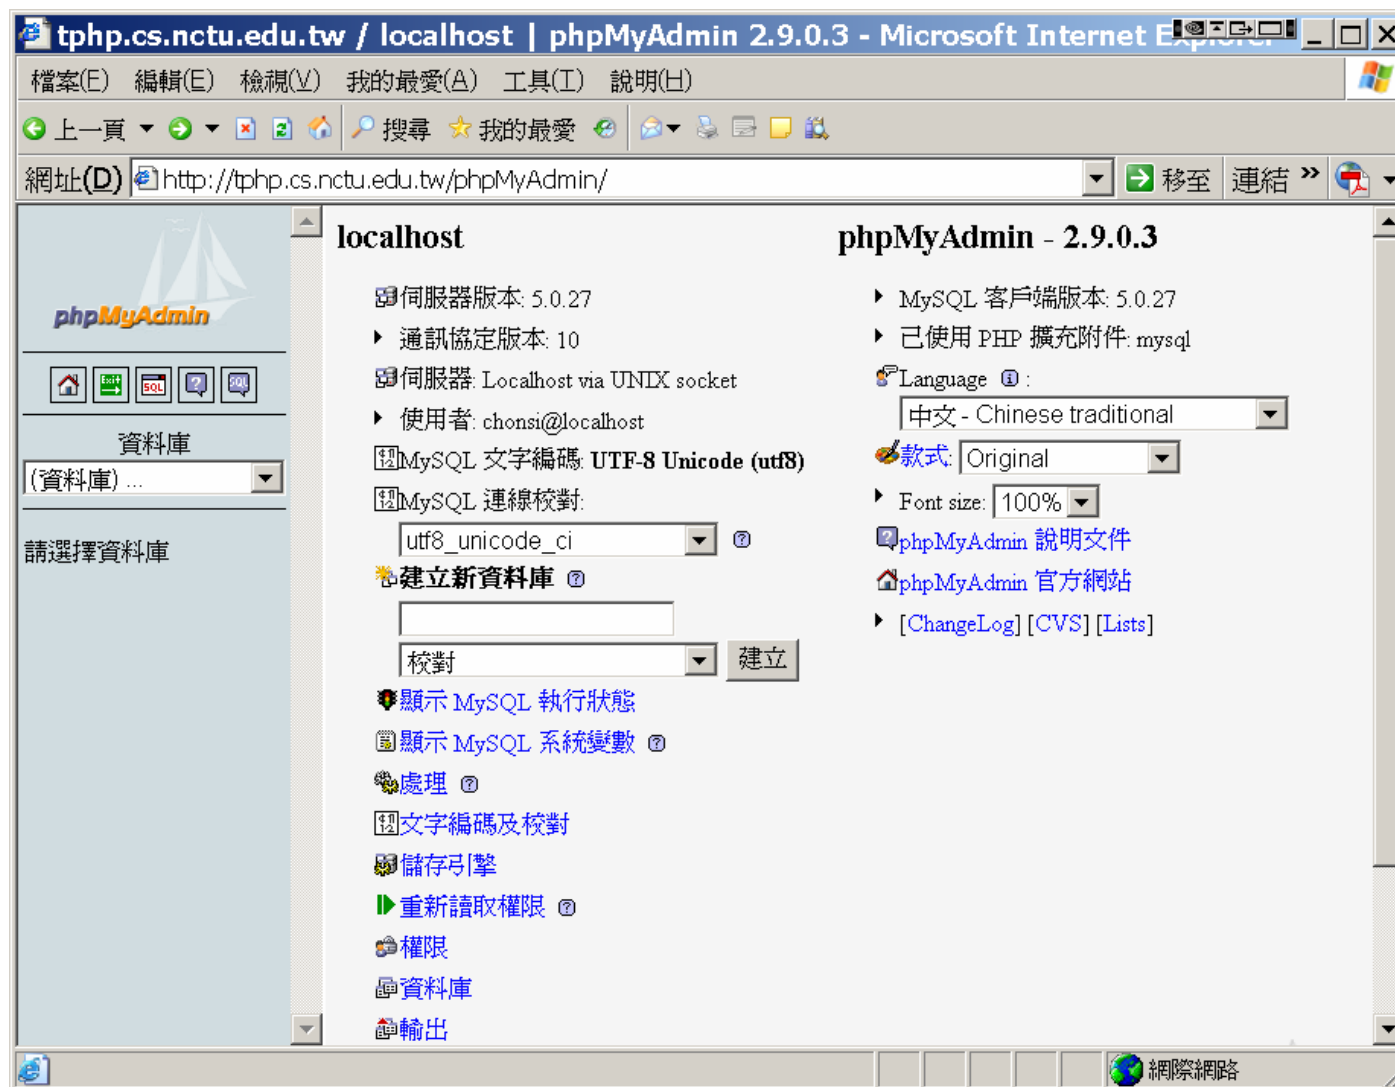 tphp.cs.nctu.edu.tw / localhost | phpMyAdmin 2.9.0.3 - Microsoft Internet Explorer
檔案(F) 編輯(E) 檢視(V) 我的最愛(A) 工具(T) 說明(H)
上一頁 搜尋 我的最愛
網址(D) http://tphp.cs.nctu.edu.tw/phpMyAdmin/ 移至 連結 »
phpMyAdmin
Exit SQL SQL
資料庫
(資料庫) ...
請選擇資料庫
localhost
伺服器版本: 5.0.27
通訊協定版本: 10
伺服器: Localhost via UNIX socket
使用者: chonsi@localhost
MySQL 文字編碼: UTF-8 Unicode (utf8)
MySQL 連線校對:
utf8_unicode_ci
建立新資料庫
校對 建立
顯示 MySQL 執行狀態
顯示 MySQL 系統變數
處理
文字編碼及校對
儲存引擎
重新讀取權限
權限
資料庫
輸出
phpMyAdmin - 2.9.0.3
MySQL 客戶端版本: 5.0.27
已使用 PHP 擴充附件: mysql
Language :
中文 - Chinese traditional
款式: Original
Font size: 100%
phpMyAdmin 說明文件
phpMyAdmin 官方網站
[ChangeLog] [CVS] [Lists]
網際網路